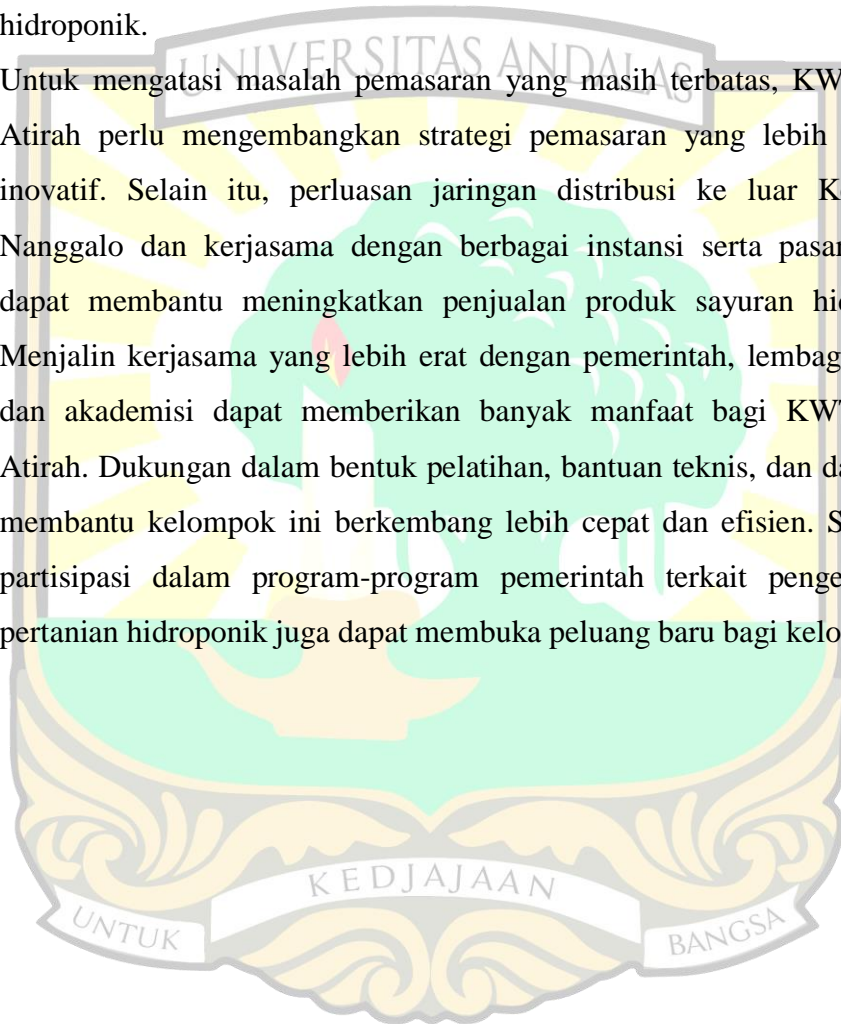 hidroponik.
UNIVERSITAS ANDALAS
Untuk mengatasi masalah pemasaran yang masih terbatas, KW
Atirah perlu mengembangkan strategi pemasaran yang lebih
inovatif. Selain itu, perluasan jaringan distribusi ke luar K
Nanggalo dan kerjasama dengan berbagai instansi serta pasar
dapat membantu meningkatkan penjualan produk sayuran hi
Menjalin kerjasama yang lebih erat dengan pemerintah, lembag
dan akademisi dapat memberikan banyak manfaat bagi KWT
Atirah. Dukungan dalam bentuk pelatihan, bantuan teknis, dan da
membantu kelompok ini berkembang lebih cepat dan efisien. S
partisipasi dalam program-program pemerintah terkait penge
pertanian hidroponik juga dapat membuka peluang baru bagi kelo
KEDJAJAAN
UNTUK BANGSA